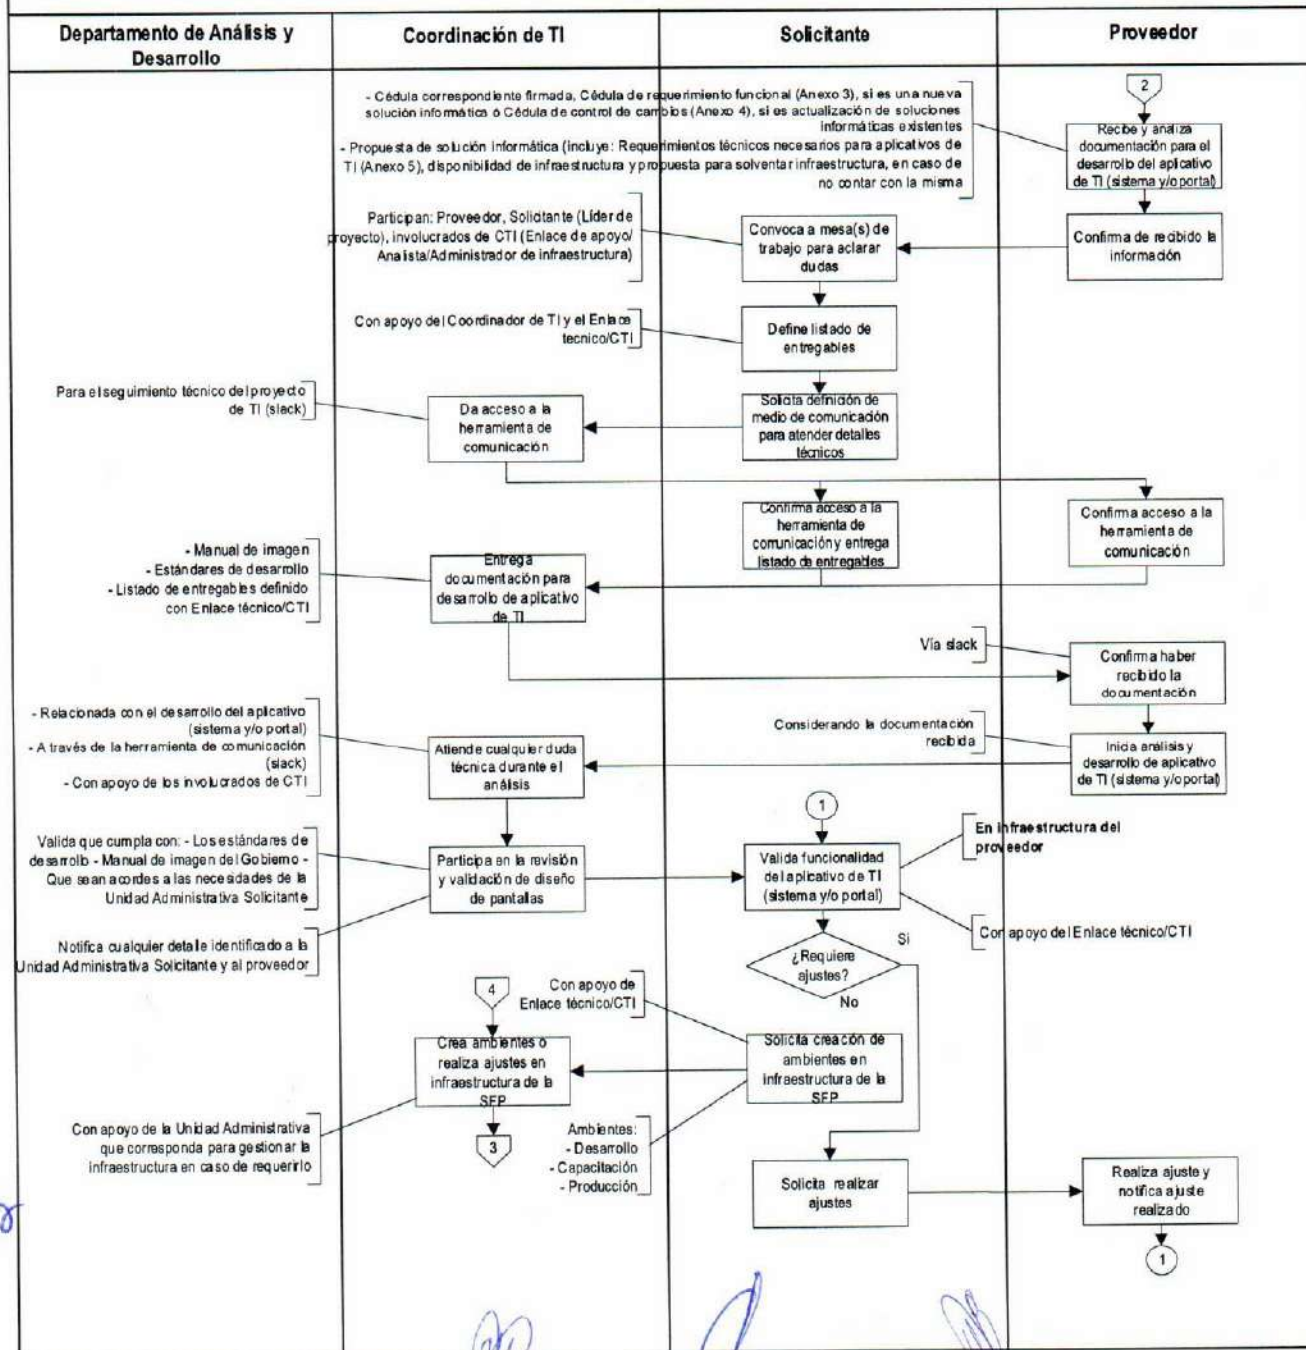 Departamento de Análisis y
Desarrollo
Coordinación de TI
Solicitante
Proveedor
2
- Cédula correspondiente firmada, Cédula de requerimiento funcional (Anexo 3), si es una nueva
solución informática ó Cédula de control de cambios (Anexo 4), si es actualización de soluciones
informáticas existentes
- Propuesta de solución informática (incluye: Requerimientos técnicos necesarios para aplicativos de
TI (Anexo 5), disponibilidad de infraestructura y propuesta para solventar infraestructura, en caso de
no contar con la misma
Recibe y analiza
documentación para el
desarrollo del aplicativo
de TI (sistema y/o portal)
Participan: Proveedor, Solicitante (Líder de
proyecto), involucrados de CTI (Enlace de apoyo/
Analista/Administrador de infraestructura)
Convoca a mesa(s) de
trabajo para aclarar
dudas
Confirma de recibido la
información
Con apoyo del Coordinador de TI y el Enlace
tecnico/CTI
Define listado de
entregables
Para el seguimiento técnico del proyecto
de TI (slack)
Da acceso a la
herramienta de
comunicación
Solicita definición de
medio de comunicación
para atender detalles
técnicos
Confirma acceso a la
herramienta de
comunicación y entrega
listado de entregables
Confirma acceso a la
herramienta de
comunicación
- Manual de imagen
- Estándares de desarrollo
- Listado de entregables definido
con Enlace técnico/CTI
Entrega
documentación para
desarrollo de aplicativo
de TI
Vía slack
Confirma haber
recibido la
documentación
- Relacionada con el desarrollo del aplicativo
(sistema y/o portal)
- A través de la herramienta de comunicación
(slack)
- Con apoyo de los involucrados de CTI
Atiende cualquier duda
técnica durante el
análisis
Considerando la documentación
recibida
Inicia análisis y
desarrollo de aplicativo
de TI (sistema y/o portal)
1
Valida que cumpla con: - Los estándares de
desarrollo - Manual de imagen del Gobierno -
Que sean acordes a las necesidades de la
Unidad Administrativa Solicitante
Participa en la revisión
y validación de diseño
de pantallas
Valida funcionalidad
del aplicativo de TI
(sistema y/o portal)
En infraestructura del
proveedor
Con apoyo del Enlace técnico/CTI
Notifica cualquier detalle identificado a la
Unidad Administrativa Solicitante y al proveedor
¿Requiere
ajustes?
Si
No
4
Con apoyo de
Enlace técnico/CTI
Crea ambientes o
realiza ajustes en
infraestructura de la
SFP
Solicita creación de
ambientes en
infraestructura de la
SFP
Con apoyo de la Unidad Administrativa
que corresponda para gestionar la
infraestructura en caso de requerirlo
3
Ambientes:
- Desarrollo
- Capacitación
- Producción
Solicita realizar
ajustes
Realiza ajuste y
notifica ajuste
realizado
1